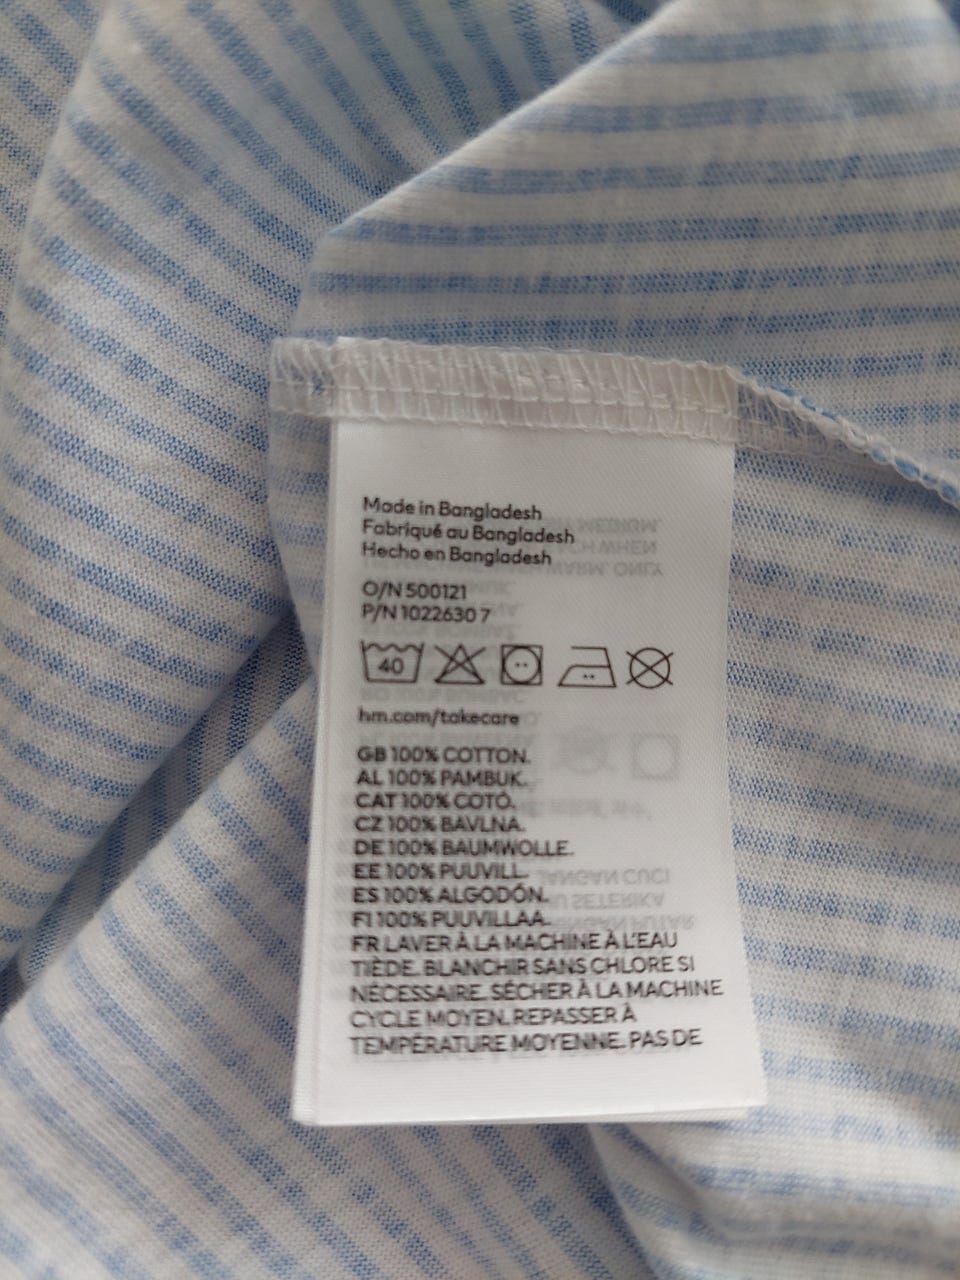 Made in Bangladesh
Fabriqué au Bangladesh
Hecho en Bangladesh
O/N 500121
P/N 1022630 7
40
hm.com/takecare
GB 100% COTTON.
AL 100% PAMBUK.
CAT 100% COTÓ.
CZ 100% BAVLNA.
DE 100% BAUMWOLLE.
EE 100% PUUVILL.
ES 100% ALGODÓN.
FI 100% PUUVILLAA.
FR LAVER À LA MACHINE À L'EAU
TIÈDE. BLANCHIR SANS CHLORE SI
NÉCESSAIRE. SÉCHER À LA MACHINE
CYCLE MOYEN. REPASSER À
TEMPÉRATURE MOYENNE. PAS DE